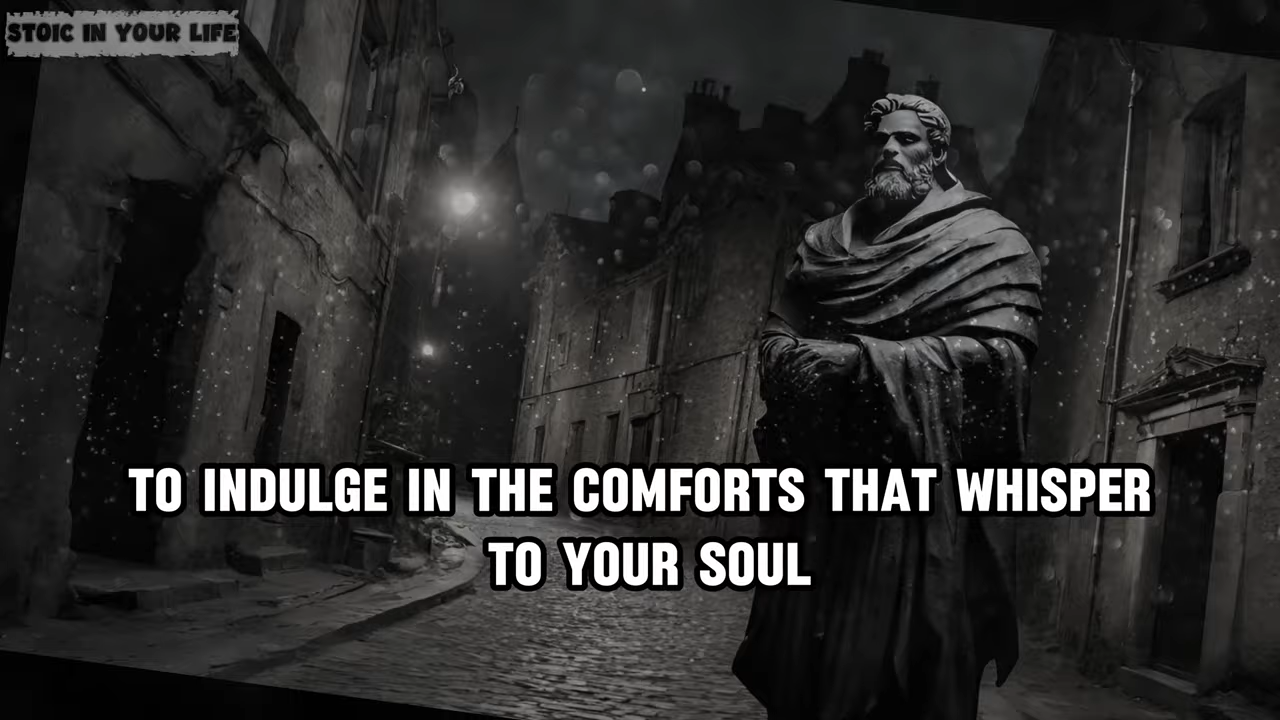 STOIC IN YOUR LIFE
TO INDULGE IN THE COMFORTS THAT WHISPER
TO YOUR SOUL